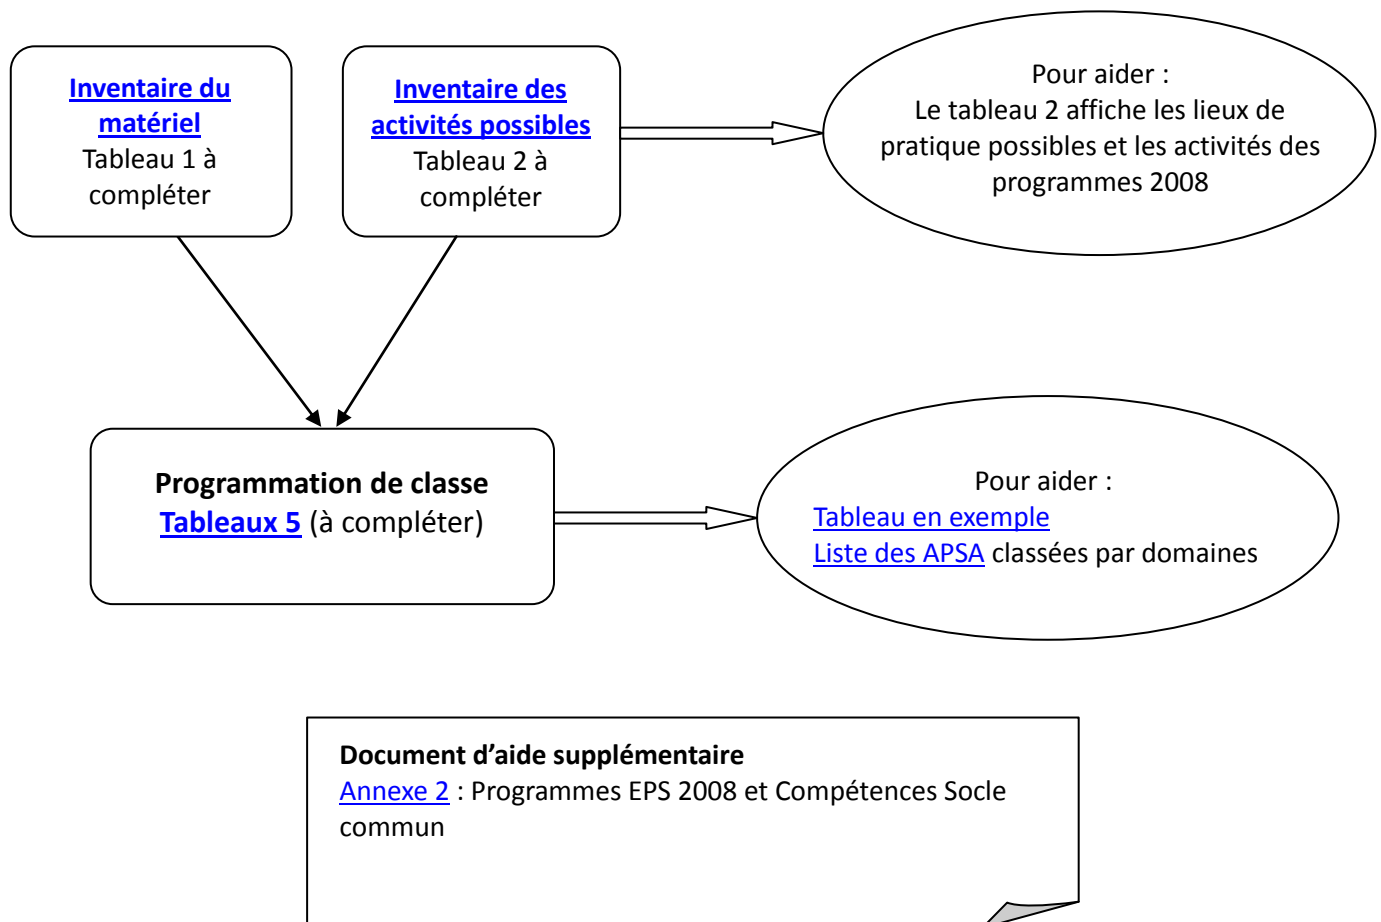 Inventaire du
matériel
Tableau 1 à
compléter
Inventaire des
activités possibles
Tableau 2 à
compléter
Pour aider :
Le tableau 2 affiche les lieux de
pratique possibles et les activités des
programmes 2008
Programmation de classe
Tableaux 5 (à compléter)
Pour aider :
Tableau en exemple
Liste des APSA classées par domaines
Document d’aide supplémentaire
Annexe 2 : Programmes EPS 2008 et Compétences Socle
commun